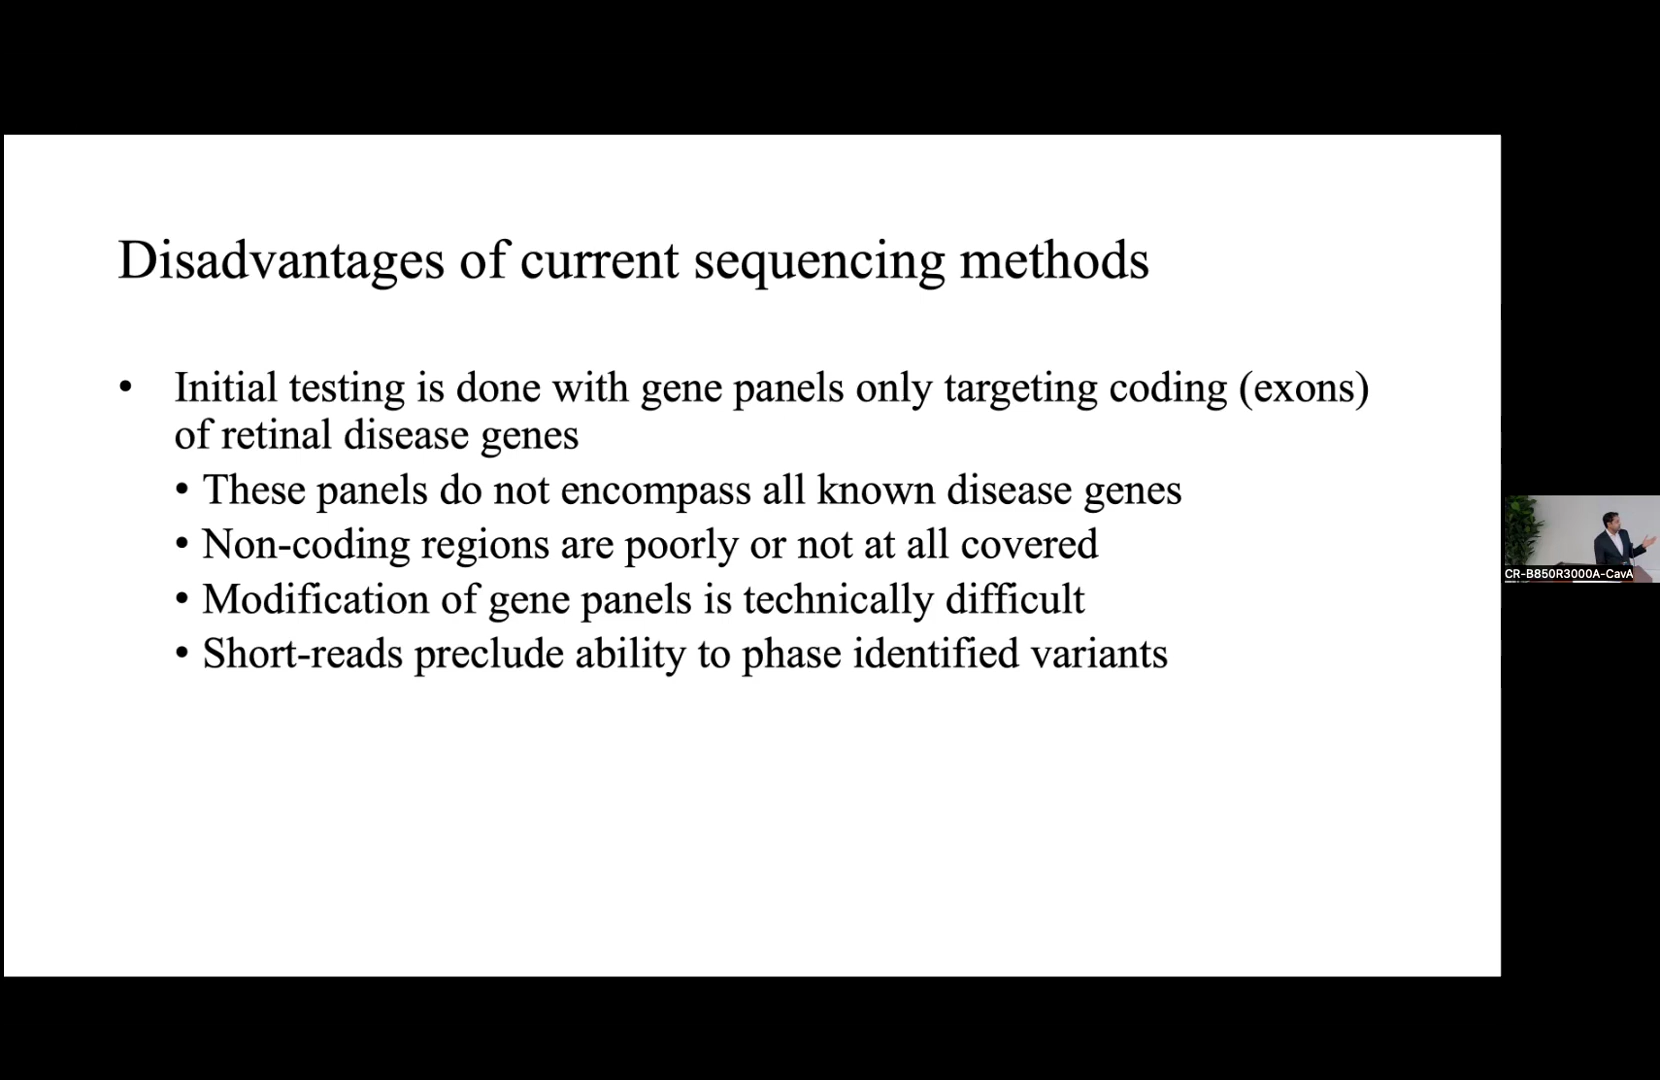 Disadvantages of current sequencing methods
• Initial testing is done with gene panels only targeting coding (exons)
of retinal disease genes
• These panels do not encompass all known disease genes
• Non-coding regions are poorly or not at all covered
• Modification of gene panels is technically difficult
• Short-reads preclude ability to phase identified variants
CR-B850R3000A-CavA